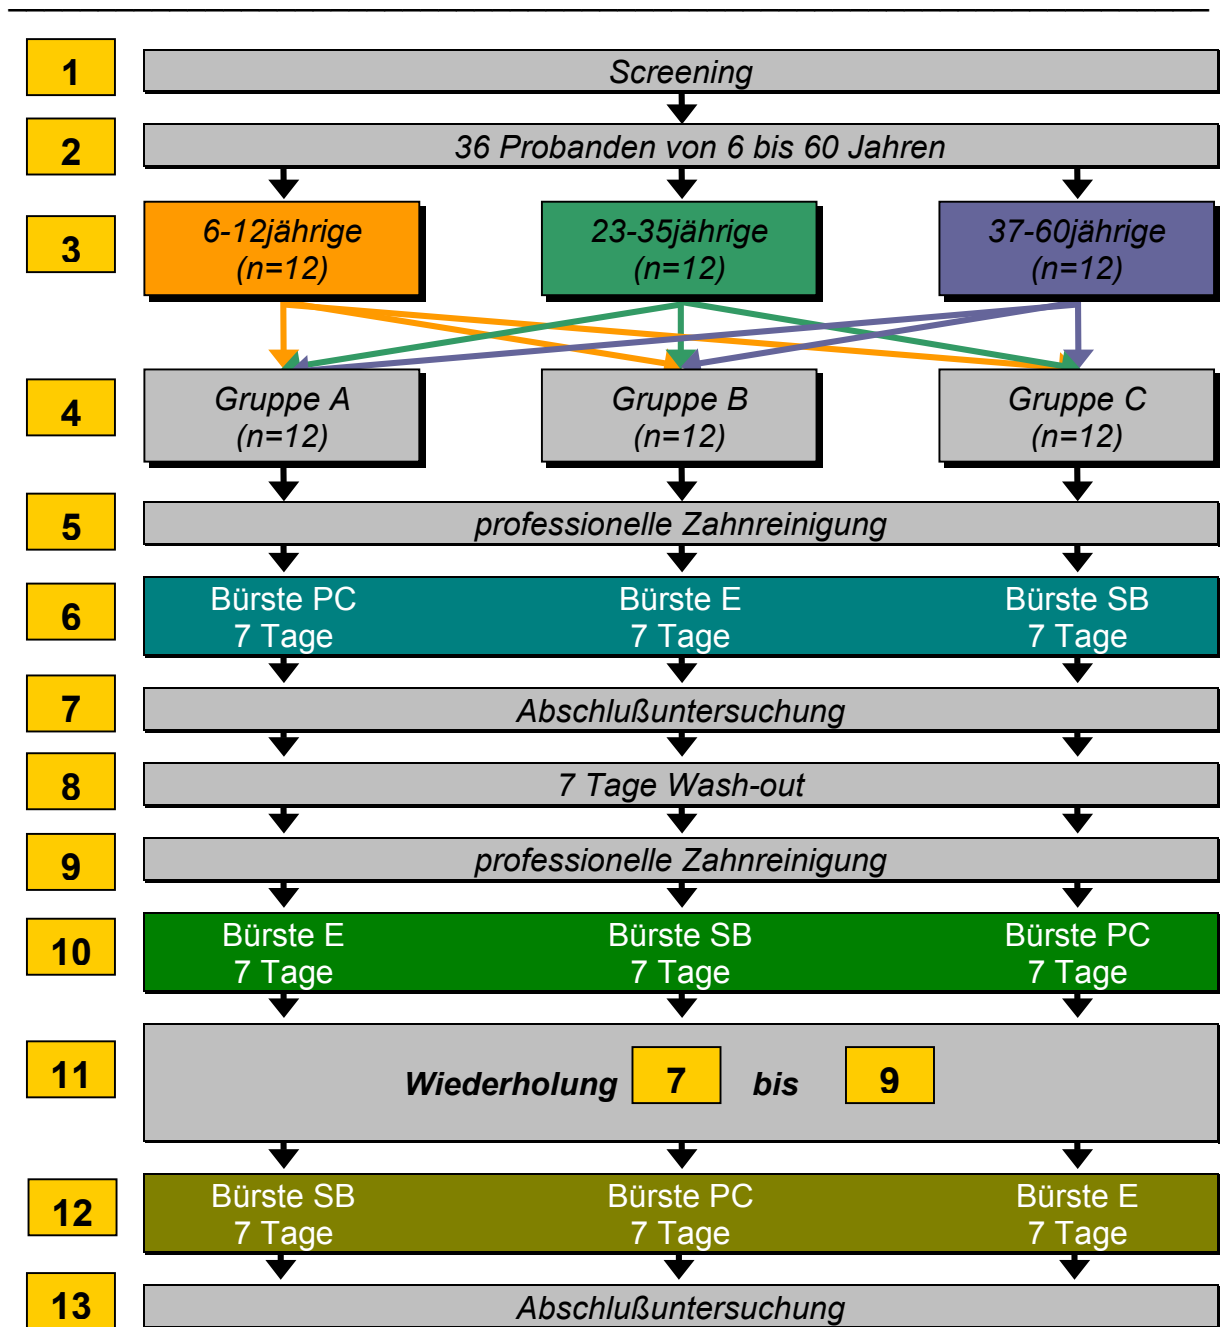 1
Screening
2
36 Probanden von 6 bis 60 Jahren
3
6-12jährige
(n=12)
23-35jährige
(n=12)
37-60jährige
(n=12)
4
Gruppe A
(n=12)
Gruppe B
(n=12)
Gruppe C
(n=12)
5
professionelle Zahnreinigung
6
Bürste PC
7 Tage
Bürste E
7 Tage
Bürste SB
7 Tage
7
Abschlußuntersuchung
8
7 Tage Wash-out
9
professionelle Zahnreinigung
10
Bürste E
7 Tage
Bürste SB
7 Tage
Bürste PC
7 Tage
11
Wiederholung 7 bis 9
12
Bürste SB
7 Tage
Bürste PC
7 Tage
Bürste E
7 Tage
13
Abschlußuntersuchung